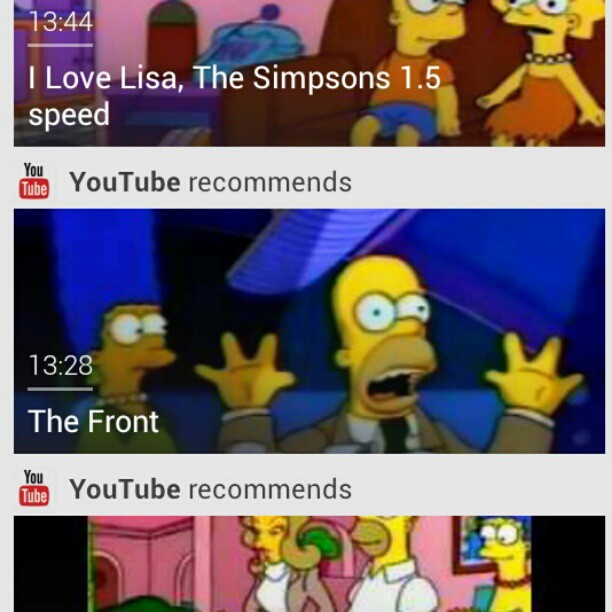 13:44
I Love Lisa, The Simpsons 1.5
speed
You
Tube
YouTube recommends
13:28
The Front
You
Tube
YouTube recommends